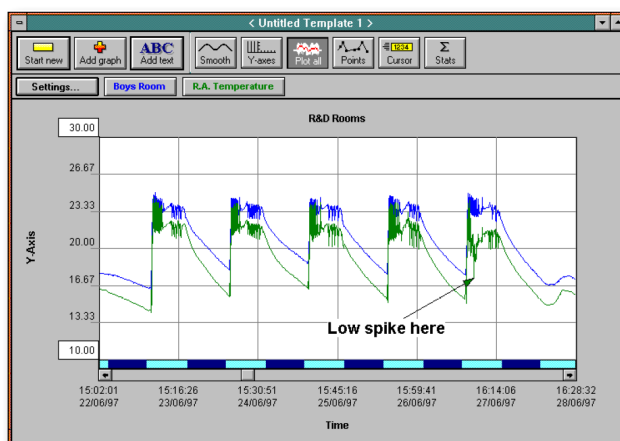 < Untitled Template 1 >
Start new
Add graph
ABC
Add text
Smooth
Y-axes
Plot all
Points
12:34
Cursor
Σ
Stats
Settings...
Boys Room
R.A. Temperature
R&D Rooms
30.00
26.67
23.33
20.00
16.67
13.33
10.00
Y-Axis
Low spike here
15:02:01 15:16:26 15:30:51 15:45:16 15:59:41 16:14:06 16:28:32
22/06/97 23/06/97 24/06/97 25/06/97 26/06/97 27/06/97 28/06/97
Time